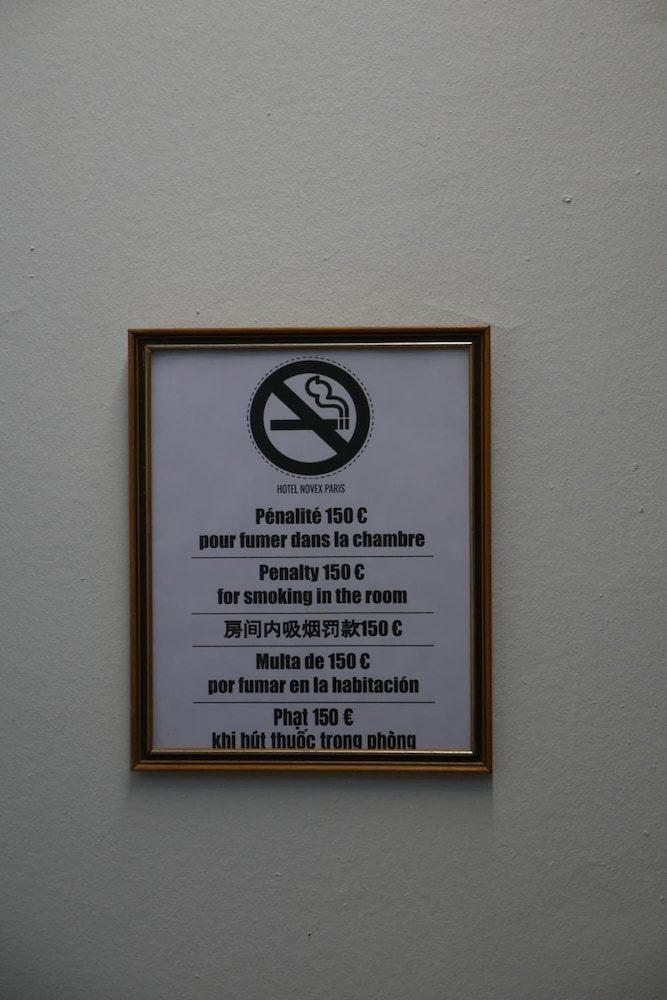 HOTEL NOVEX PARIS
Pénalité 150 €
pour fumer dans la chambre
Penalty 150 €
for smoking in the room
房间内吸烟罚款150 €
Multa de 150 €
por fumar en la habitación
Phạt 150 €
khi hút thuốc trong phòng